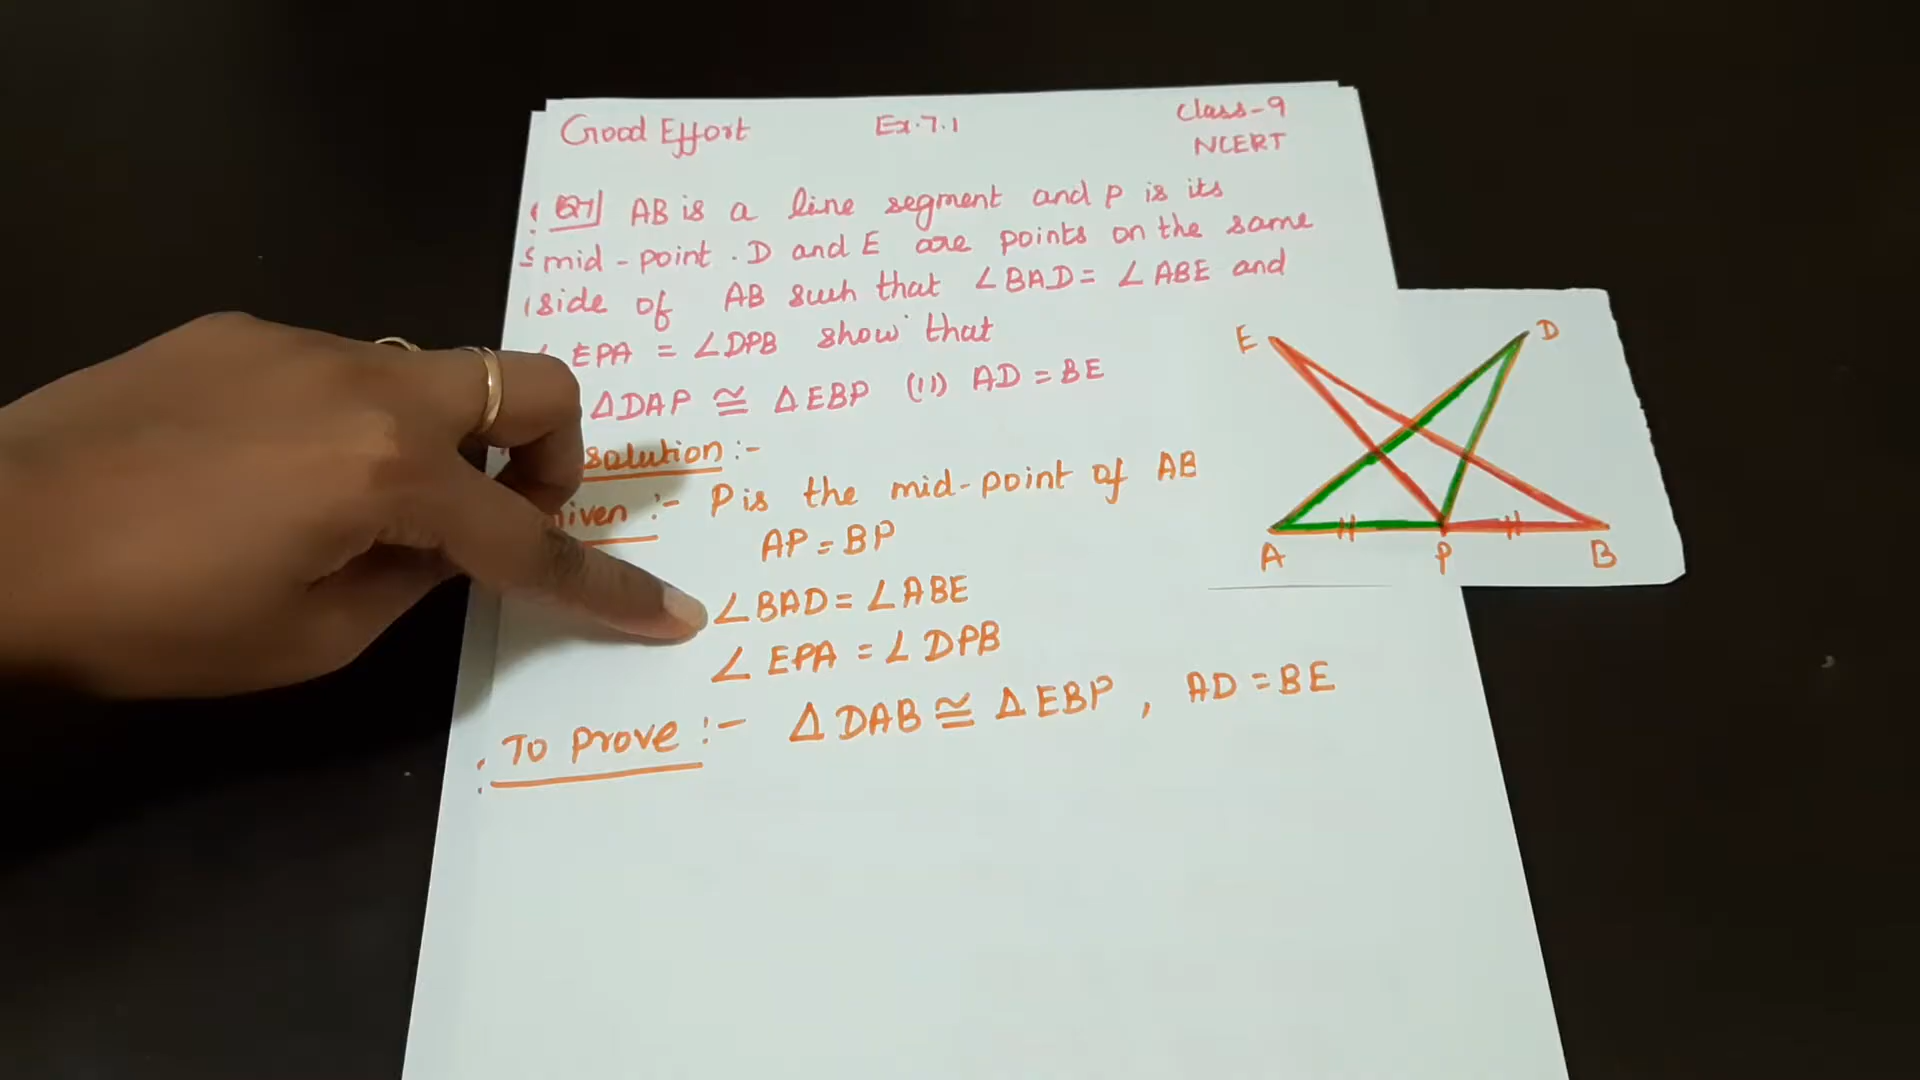 Good Effort Ex.7.1 Class-9
NCERT
AB is a line segment and P is its
mid-point. D and E are points on the same
side of AB such that ∠BAD = ∠ABE and
EPA = ∠DPB show that
ΔDAP ≅ ΔEBP (ii) AD = BE
solution :-
iven :- P is the mid-point of AB
AP = BP
∠BAD = ∠ABE
∠EPA = ∠DPB
To Prove :- ΔDAB ≅ ΔEBP, AD = BE
E D
A P B